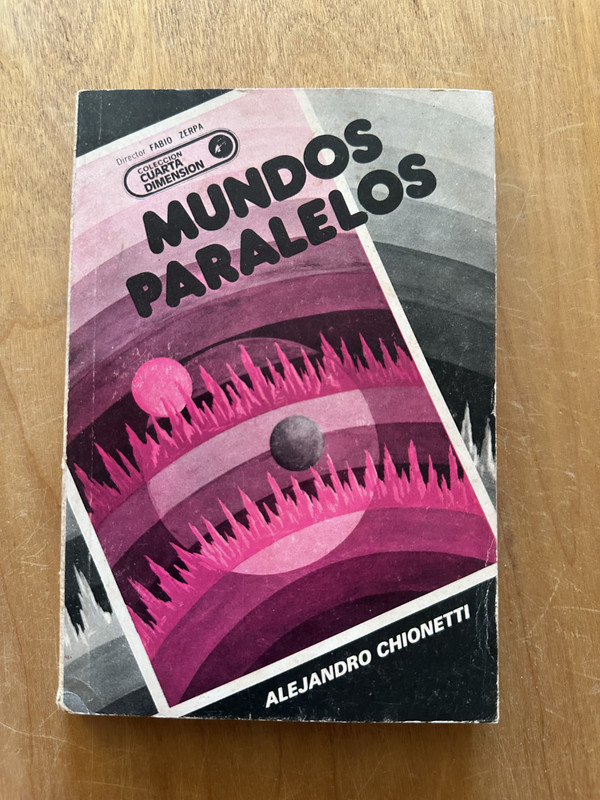 Director FABIO ZERPA
COLECCION
CUARTA
DIMENSION
MUNDOS
PARALELOS
ALEJANDRO CHIONETTI